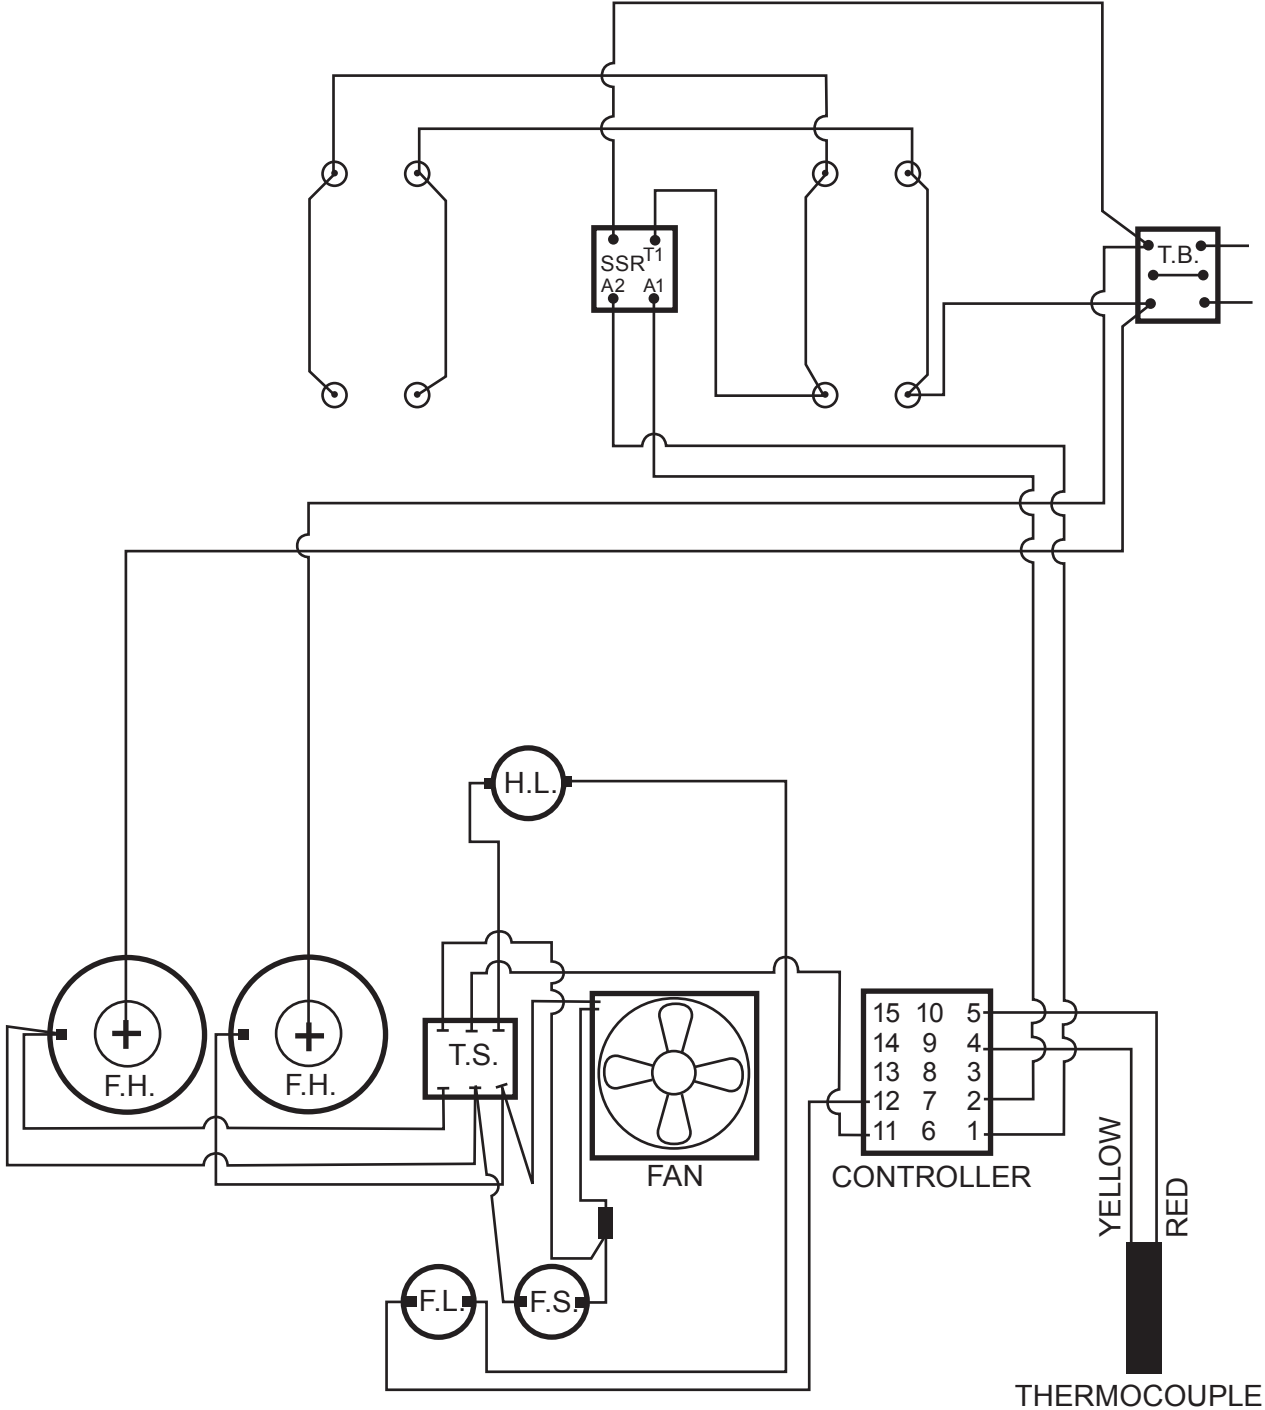 T.B.
T1
SSR
A2 A1
H.L.
T.S.
F.H.
F.H.
15 10 5
14 9 4
13 8 3
12 7 2
11 6 1
FAN
CONTROLLER
YELLOW
RED
F.L.
F.S.
THERMOCOUPLE